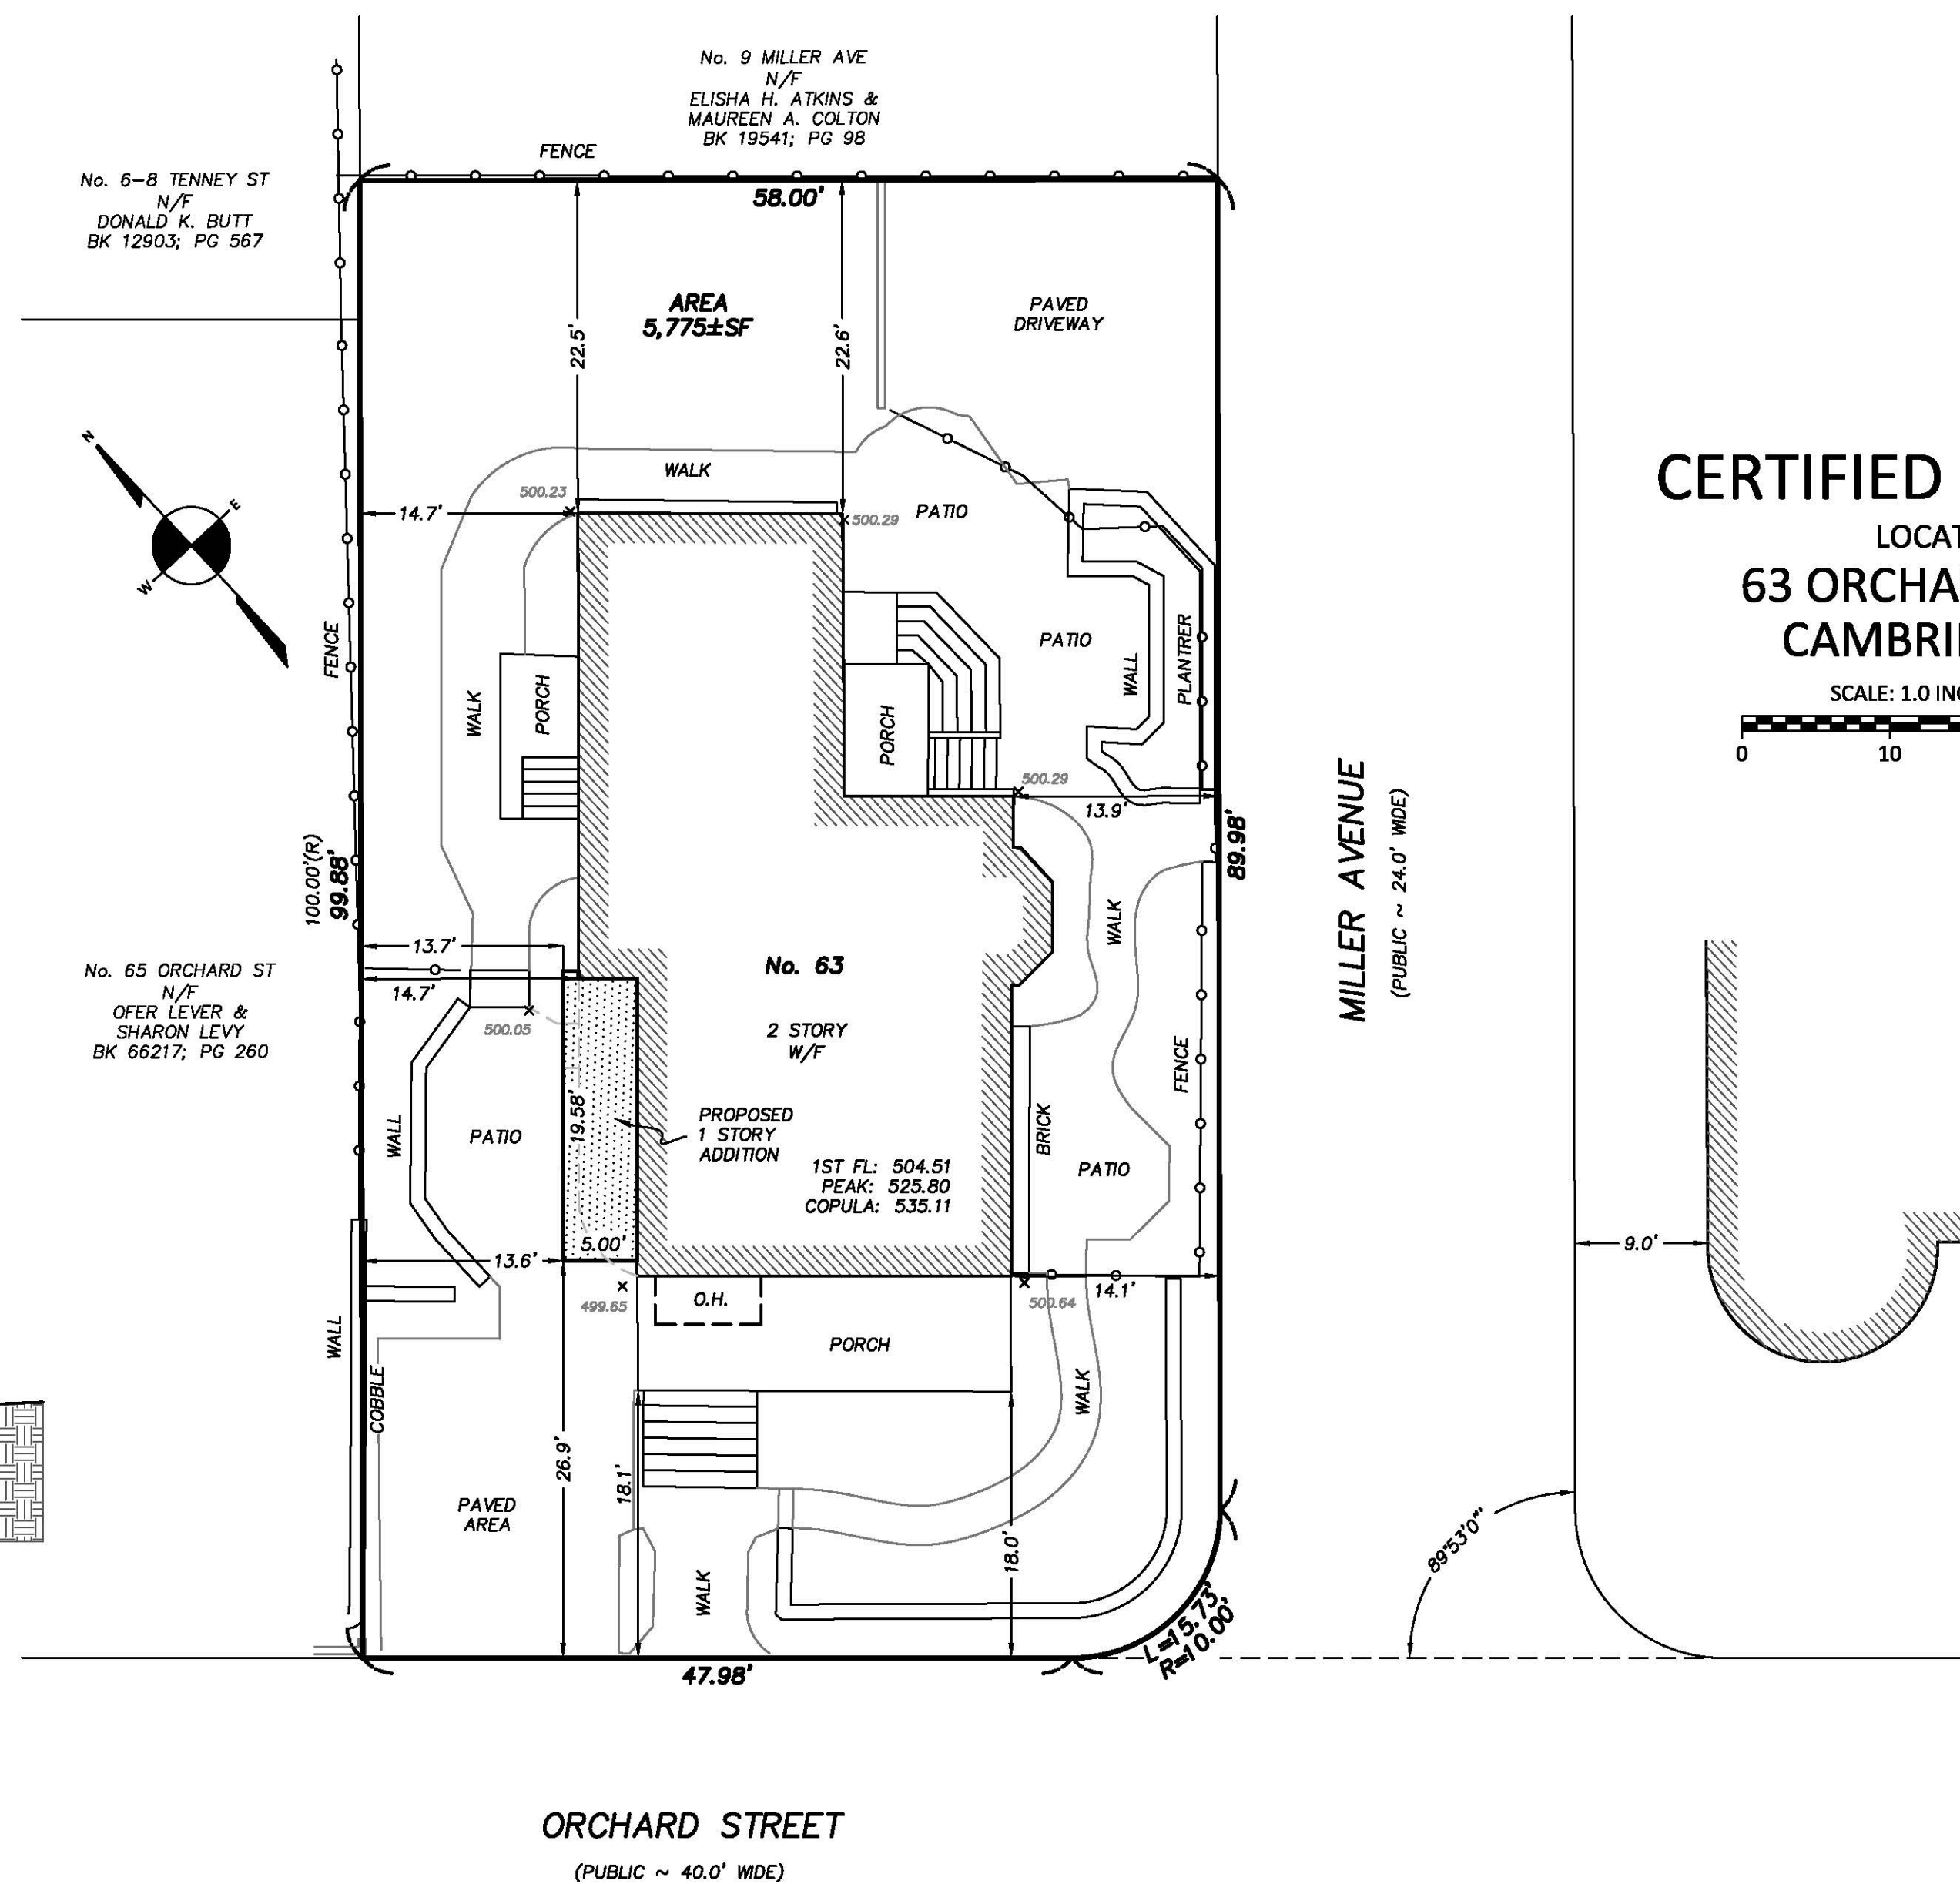 No. 9 MILLER AVE
N/F
ELISHA H. ATKINS &
MAUREEN A. COLTON
BK 19541; PG 98
FENCE
58.00'
No. 6-8 TENNEY ST
N/F
DONALD K. BUTT
BK 12903; PG 567
AREA
5,775±SF
22.5'
22.6'
PAVED
DRIVEWAY
N
E
W
WALK
500.23
14.7'
500.29
PATIO
CERTIFIED
LOCAT
63 ORCHA
CAMBRI
SCALE: 1.0 IN
0
10
FENCE
WALK
PORCH
PORCH
PATIO
WALL
PLANTRER
500.29
13.9'
100.00'(R)
99.88'
89.98'
MILLER AVENUE
(PUBLIC ~ 24.0' WIDE)
WALK
13.7'
14.7'
No. 63
No. 65 ORCHARD ST
N/F
OFER LEVER &
SHARON LEVY
BK 66217; PG 260
500.05
2 STORY
W/F
FENCE
WALL
PATIO
19.58'
PROPOSED
1 STORY
ADDITION
BRICK
PATIO
1ST FL: 504.51
PEAK: 525.80
COPULA: 535.11
5.00'
13.6'
9.0'
499.65
O.H.
500.64
14.1'
WALL
COBBLE
PORCH
WALK
26.9'
18.1'
PAVED
AREA
18.0'
WALK
89°53'0"
L=15.73'
R=10.00'
47.98'
ORCHARD STREET
(PUBLIC ~ 40.0' WIDE)